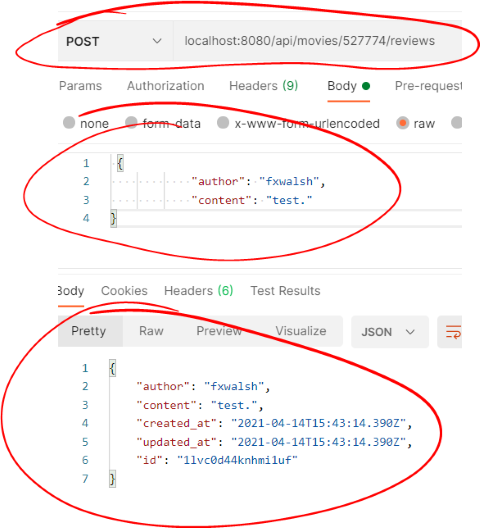 POST localhost:8080/api/movies/527774/reviews
Params Authorization Headers (9) Body Pre-request
none form-data x-www-form-urlencoded raw
1 {
2 "author": "fxwalsh",
3 "content": "test."
4 }
Body Cookies Headers (6) Test Results
Pretty Raw Preview Visualize JSON
1 {
2 "author": "fxwalsh",
3 "content": "test.",
4 "created_at": "2021-04-14T15:43:14.390Z",
5 "updated_at": "2021-04-14T15:43:14.390Z",
6 "id": "1lvc0d44knhmi1uf"
7 }